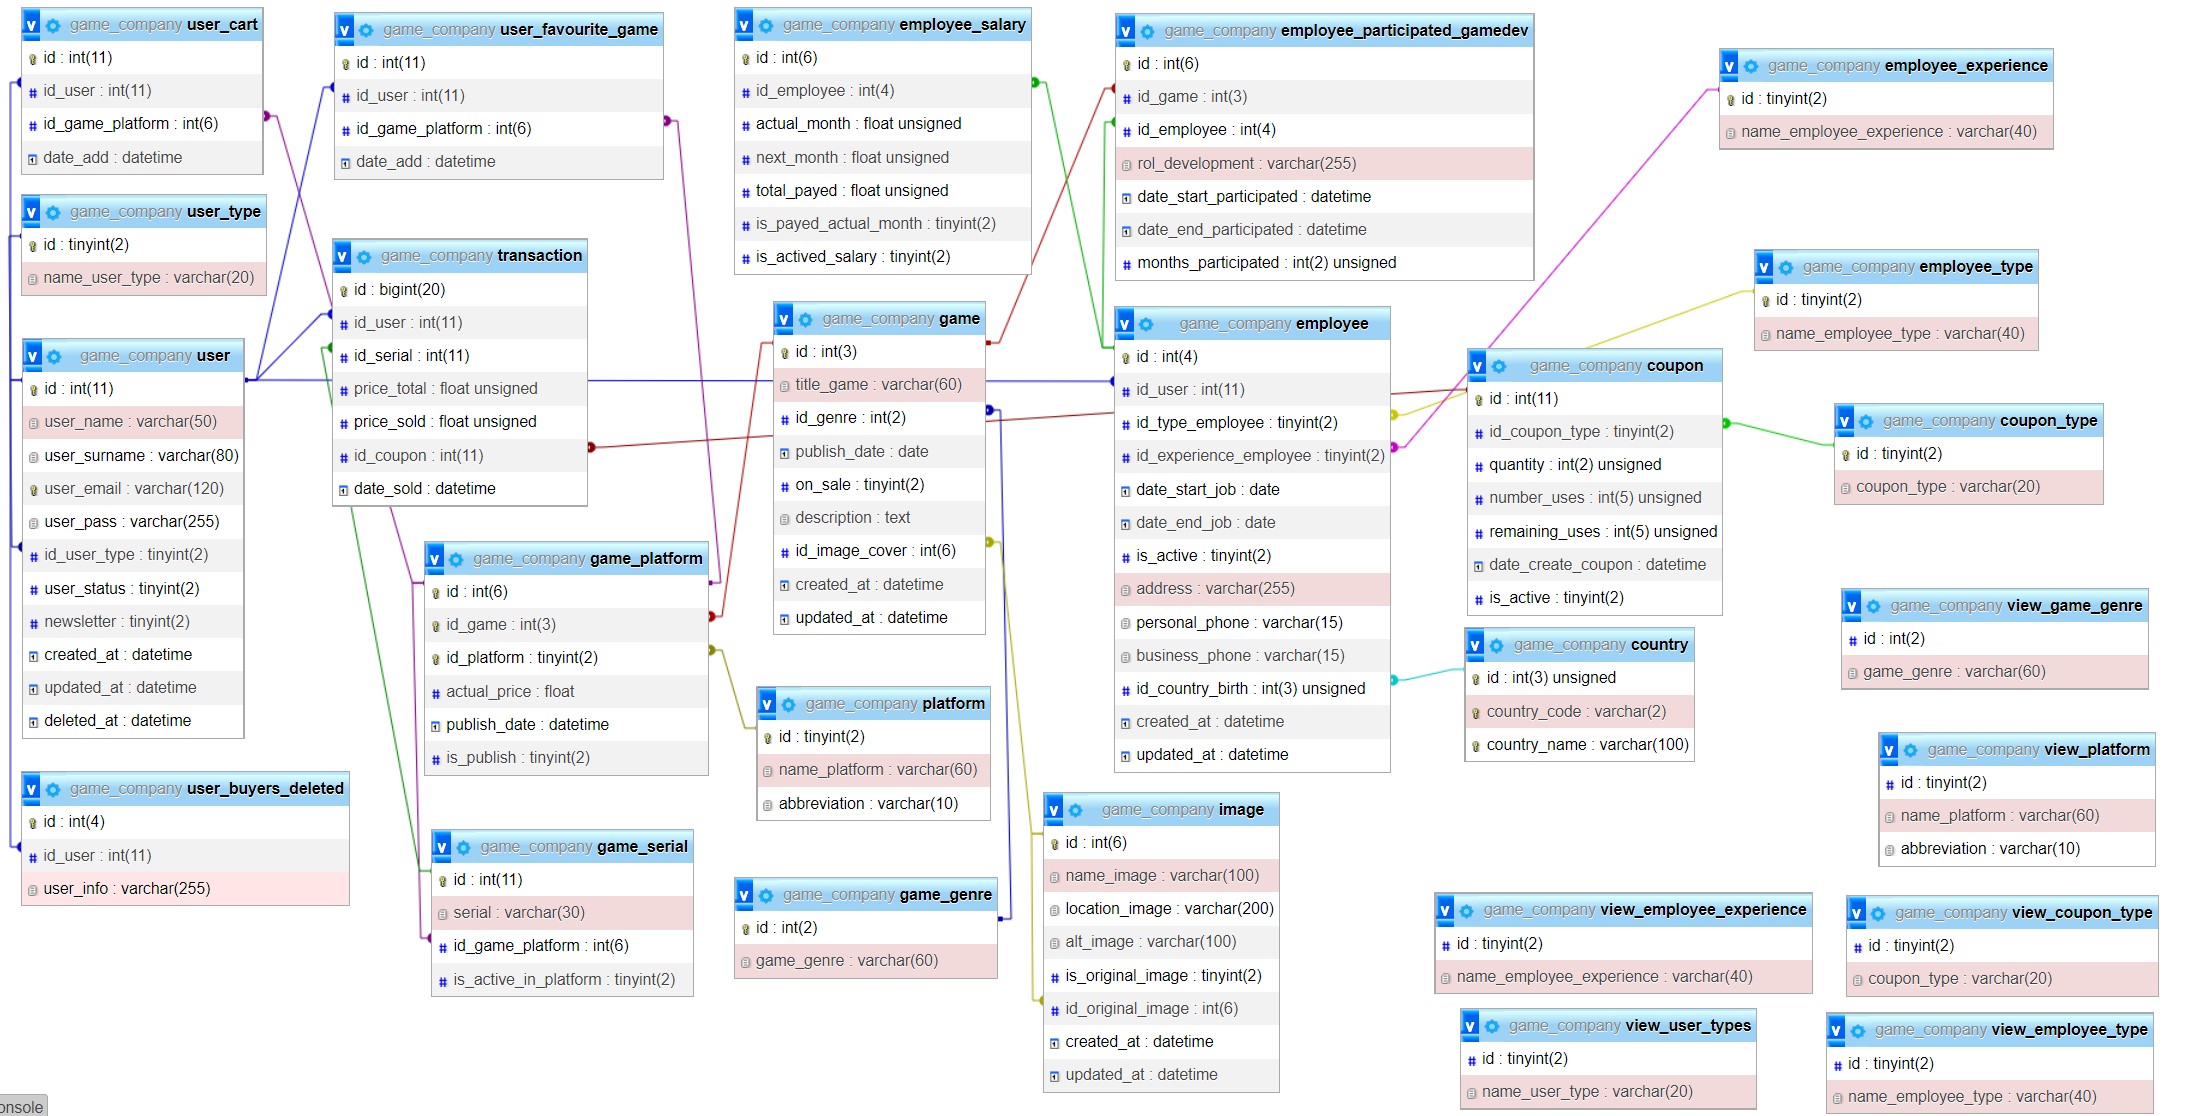 game_company user_cart
id : int(11)
id_user : int(11)
id_game_platform : int(6)
date_add : datetime
game_company user_type
id : tinyint(2)
name_user_type : varchar(20)
game_company user
id : int(11)
user_name : varchar(50)
user_surname : varchar(80)
user_email : varchar(120)
user_pass : varchar(255)
id_user_type : tinyint(2)
user_status : tinyint(2)
newsletter : tinyint(2)
created_at : datetime
updated_at : datetime
deleted_at : datetime
game_company user_buyers_deleted
id : int(4)
id_user : int(11)
user_info : varchar(255)
game_company user_favourite_game
id : int(11)
id_user : int(11)
id_game_platform : int(6)
date_add : datetime
game_company transaction
id : bigint(20)
id_user : int(11)
id_serial : int(11)
price_total : float unsigned
price_sold : float unsigned
id_coupon : int(11)
date_sold : datetime
game_company game_platform
id : int(6)
id_game : int(3)
id_platform : tinyint(2)
actual_price : float
publish_date : datetime
is_publish : tinyint(2)
game_company game_serial
id : int(11)
serial : varchar(30)
id_game_platform : int(6)
is_active_in_platform : tinyint(2)
game_company employee_salary
id : int(6)
id_employee : int(4)
actual_month : float unsigned
next_month : float unsigned
total_payed : float unsigned
is_payed_actual_month : tinyint(2)
is_actived_salary : tinyint(2)
game_company game
id : int(3)
title_game : varchar(60)
id_genre : int(2)
publish_date : date
on_sale : tinyint(2)
description : text
id_image_cover : int(6)
created_at : datetime
updated_at : datetime
game_company platform
id : tinyint(2)
name_platform : varchar(60)
abbreviation : varchar(10)
game_company game_genre
id : int(2)
game_genre : varchar(60)
game_company employee_participated_gamedev
id : int(6)
id_game : int(3)
id_employee : int(4)
rol_development : varchar(255)
date_start_participated : datetime
date_end_participated : datetime
months_participated : int(2) unsigned
game_company employee
id : int(4)
id_user : int(11)
id_type_employee : tinyint(2)
id_experience_employee : tinyint(2)
date_start_job : date
date_end_job : date
is_active : tinyint(2)
address : varchar(255)
personal_phone : varchar(15)
business_phone : varchar(15)
id_country_birth : int(3) unsigned
created_at : datetime
updated_at : datetime
game_company image
id : int(6)
name_image : varchar(100)
location_image : varchar(200)
alt_image : varchar(100)
is_original_image : tinyint(2)
id_original_image : int(6)
created_at : datetime
updated_at : datetime
game_company employee_experience
id : tinyint(2)
name_employee_experience : varchar(40)
game_company employee_type
id : tinyint(2)
name_employee_type : varchar(40)
game_company coupon
id : int(11)
id_coupon_type : tinyint(2)
quantity : int(2) unsigned
number_uses : int(5) unsigned
remaining_uses : int(5) unsigned
date_create_coupon : datetime
is_active : tinyint(2)
game_company coupon_type
id : tinyint(2)
coupon_type : varchar(20)
game_company country
id : int(3) unsigned
country_code : varchar(2)
country_name : varchar(100)
game_company view_game_genre
id : int(2)
game_genre : varchar(60)
game_company view_platform
id : tinyint(2)
name_platform : varchar(60)
abbreviation : varchar(10)
game_company view_employee_experience
id : tinyint(2)
name_employee_experience : varchar(40)
game_company view_coupon_type
id : tinyint(2)
coupon_type : varchar(20)
game_company view_user_types
id : tinyint(2)
name_user_type : varchar(20)
game_company view_employee_type
id : tinyint(2)
name_employee_type : varchar(40)
onsole